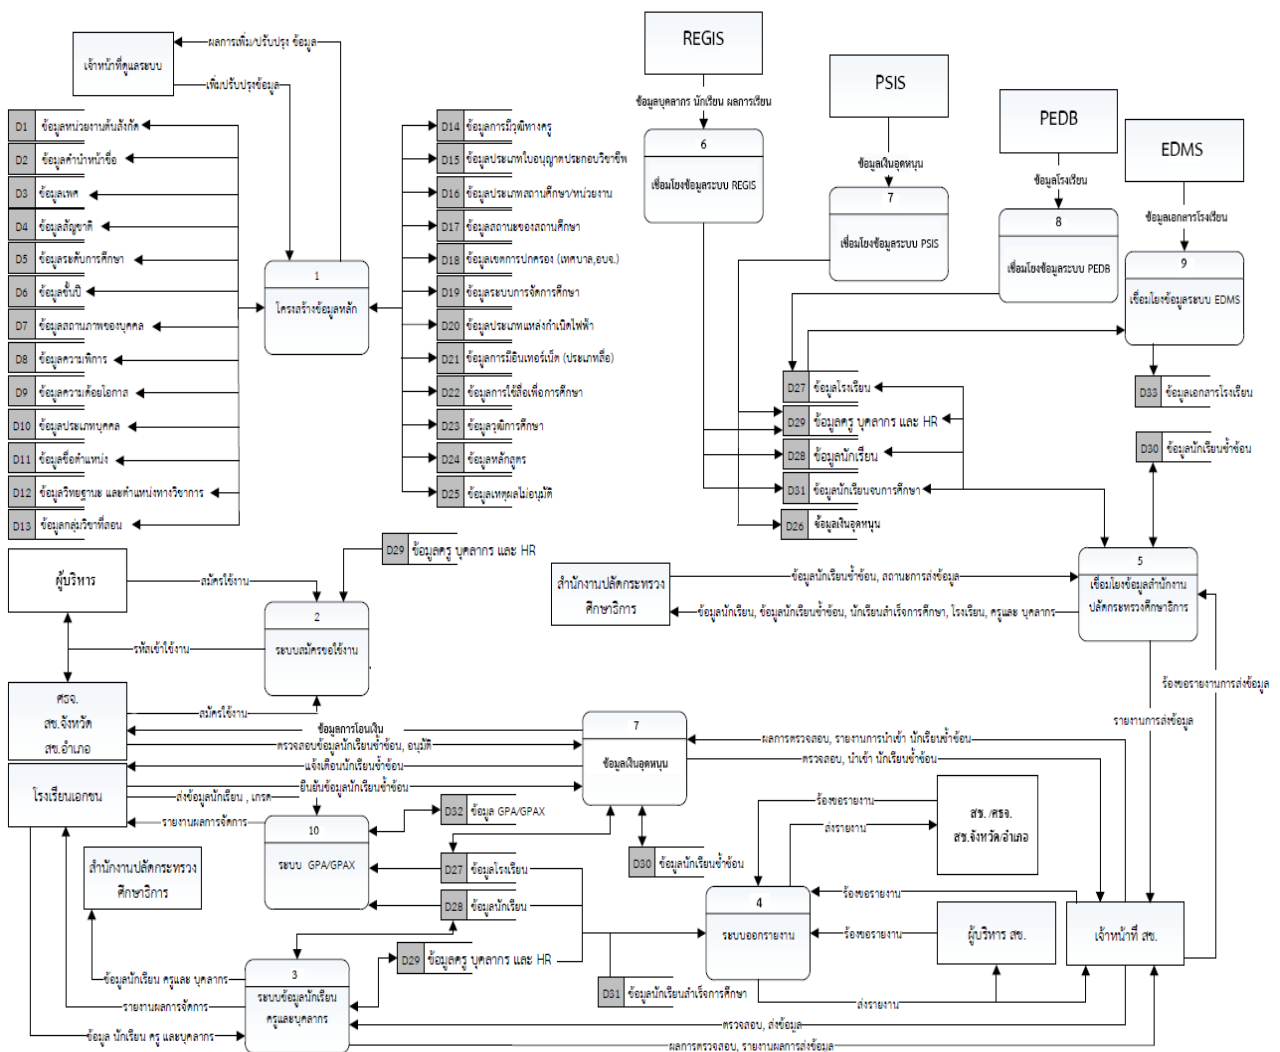 เจ้าหน้าที่ดูแลระบบ
ผลการเพิ่ม/ปรับปรุง ข้อมูล
เพิ่มปรับปรุงข้อมูล
D1 ข้อมูลหน่วยงานต้นสังกัด
D2 ข้อมูลคำนำหน้าชื่อ
D3 ข้อมูลเพศ
D4 ข้อมูลสัญชาติ
D5 ข้อมูลระดับการศึกษา
D6 ข้อมูลชั้นปี
D7 ข้อมูลสถานภาพของบุคคล
D8 ข้อมูลความพิการ
D9 ข้อมูลความด้อยโอกาส
D10 ข้อมูลประเภทบุคคล
D11 ข้อมูลชื่อตำแหน่ง
D12 ข้อมูลวิทยฐานะ และตำแหน่งทางวิชาการ
D13 ข้อมูลกลุ่มวิชาที่สอน
1
โครงสร้างข้อมูลหลัก
D14 ข้อมูลการมีวุฒิทางครู
D15 ข้อมูลประเภทใบอนุญาตประกอบวิชาชีพ
D16 ข้อมูลประเภทสถานศึกษา/หน่วยงาน
D17 ข้อมูลสถานะของสถานศึกษา
D18 ข้อมูลเขตการปกครอง (เทศบาล,อบจ.)
D19 ข้อมูลระบบการจัดการศึกษา
D20 ข้อมูลประเภทแหล่งกำเนิดไฟฟ้า
D21 ข้อมูลการมีอินเทอร์เน็ต (ประเภทสื่อ)
D22 ข้อมูลการใช้สื่อเพื่อการศึกษา
D23 ข้อมูลวุฒิการศึกษา
D24 ข้อมูลหลักสูตร
D25 ข้อมูลเหตุผลไม่อนุมัติ
REGIS
ข้อมูลบุคลากร นักเรียน ผลการเรียน
6
เชื่อมโยงข้อมูลระบบ REGIS
PSIS
ข้อมูลเงินอุดหนุน
7
เชื่อมโยงข้อมูลระบบ PSIS
PEDB
ข้อมูลโรงเรียน
8
เชื่อมโยงข้อมูลระบบ PEDB
EDMS
ข้อมูลเอกสารโรงเรียน
9
เชื่อมโยงข้อมูลระบบ EDMS
D27 ข้อมูลโรงเรียน
D29 ข้อมูลครู บุคลากร และ HR
D28 ข้อมูลนักเรียน
D31 ข้อมูลนักเรียนจบการศึกษา
D26 ข้อมูลเงินอุดหนุน
D33 ข้อมูลเอกสารโรงเรียน
D30 ข้อมูลนักเรียนซ้ำซ้อน
D29 ข้อมูลครู บุคลากร และ HR
ผู้บริหาร
สมัครใช้งาน
2
ระบบสมัครขอใช้งาน
รหัสเข้าใช้งาน
ศธจ.
สช.จังหวัด
สช.อำเภอ
สมัครใช้งาน
สำนักงานปลัดกระทรวง
ศึกษาธิการ
ข้อมูลนักเรียนซ้ำซ้อน, สถานะการส่งข้อมูล
ข้อมูลนักเรียน, ข้อมูลนักเรียนซ้ำซ้อน, นักเรียนสำเร็จการศึกษา, โรงเรียน, ครูและ บุคลากร
5
เชื่อมโยงข้อมูลสำนักงาน
ปลัดกระทรวงศึกษาธิการ
ร้องขอรายงานการส่งข้อมูล
รายงานการส่งข้อมูล
ข้อมูลการโอนเงิน
ตรวจสอบข้อมูลนักเรียนซ้ำซ้อน, อนุมัติ
แจ้งเตือนนักเรียนซ้ำซ้อน
ยืนยันข้อมูลนักเรียนซ้ำซ้อน
7
ข้อมูลเงินอุดหนุน
ผลการตรวจสอบ, รายงานการนำเข้า นักเรียนซ้ำซ้อน
ตรวจสอบ, นำเข้า นักเรียนซ้ำซ้อน
โรงเรียนเอกชน
ส่งข้อมูลนักเรียน , เกรด
รายงานผลการจัดการ
10
ระบบ GPA/GPAX
D32 ข้อมูล GPA/GPAX
D27 ข้อมูลโรงเรียน
D28 ข้อมูลนักเรียน
D29 ข้อมูลครู บุคลากร และ HR
D30 ข้อมูลนักเรียนซ้ำซ้อน
D31 ข้อมูลนักเรียนสำเร็จการศึกษา
ร้องขอรายงาน
ส่งรายงาน
สช. /ศธจ.
สช.จังหวัด/อำเภอ
4
ระบบออกรายงาน
ร้องขอรายงาน
ร้องขอรายงาน
ผู้บริหาร สช.
เจ้าหน้าที่ สช.
ส่งรายงาน
สำนักงานปลัดกระทรวง
ศึกษาธิการ
ข้อมูลนักเรียน ครูและ บุคลากร
รายงานผลการจัดการ
ข้อมูล นักเรียน ครู และบุคลากร
3
ระบบข้อมูลนักเรียน
ครูและบุคลากร
ตรวจสอบ, ส่งข้อมูล
ผลการตรวจสอบ, รายงานผลการส่งข้อมูล